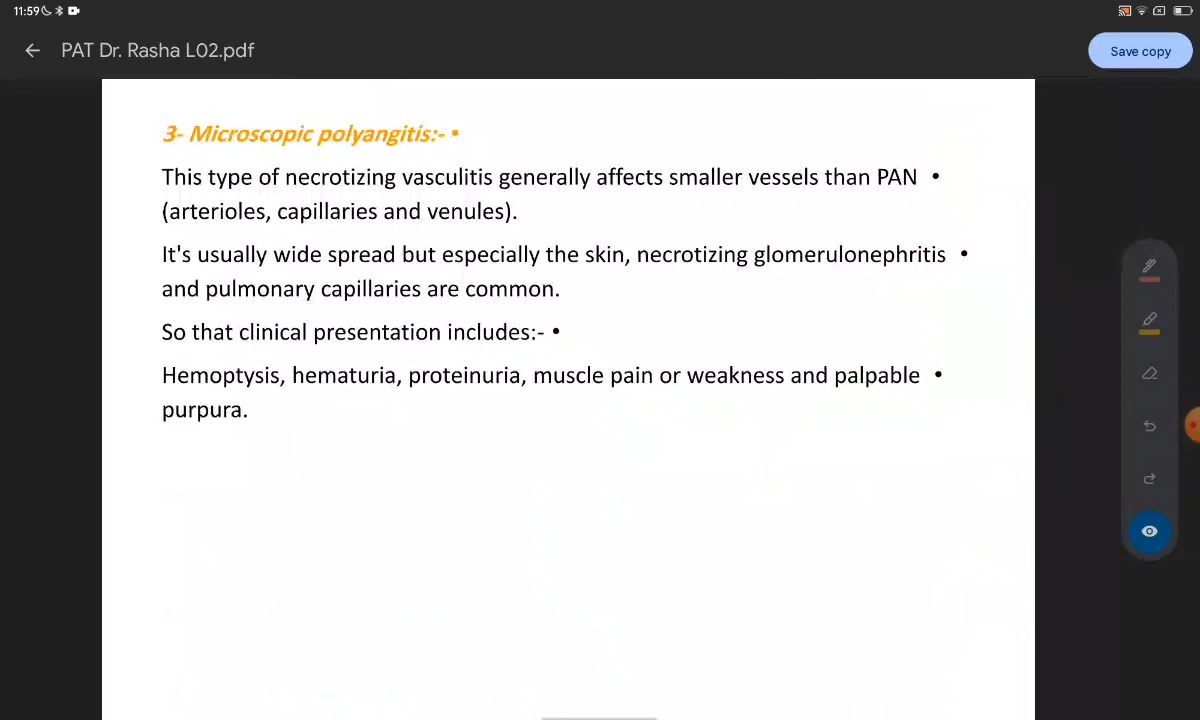 11:59
PAT Dr. Rasha L02.pdf
Save copy
3- Microscopic polyangitis:- •
This type of necrotizing vasculitis generally affects smaller vessels than PAN •
(arterioles, capillaries and venules).
It's usually wide spread but especially the skin, necrotizing glomerulonephritis •
and pulmonary capillaries are common.
So that clinical presentation includes:- •
Hemoptysis, hematuria, proteinuria, muscle pain or weakness and palpable •
purpura.